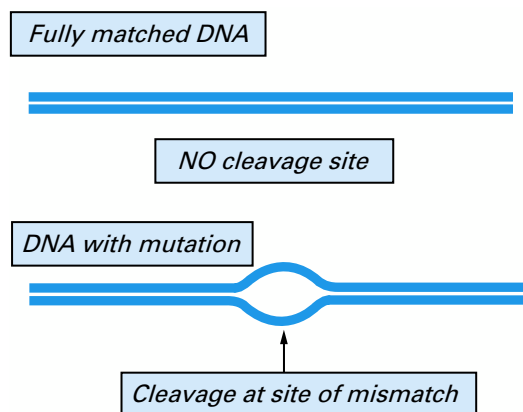 Fully matched DNA
NO cleavage site
DNA with mutation
Cleavage at site of mismatch